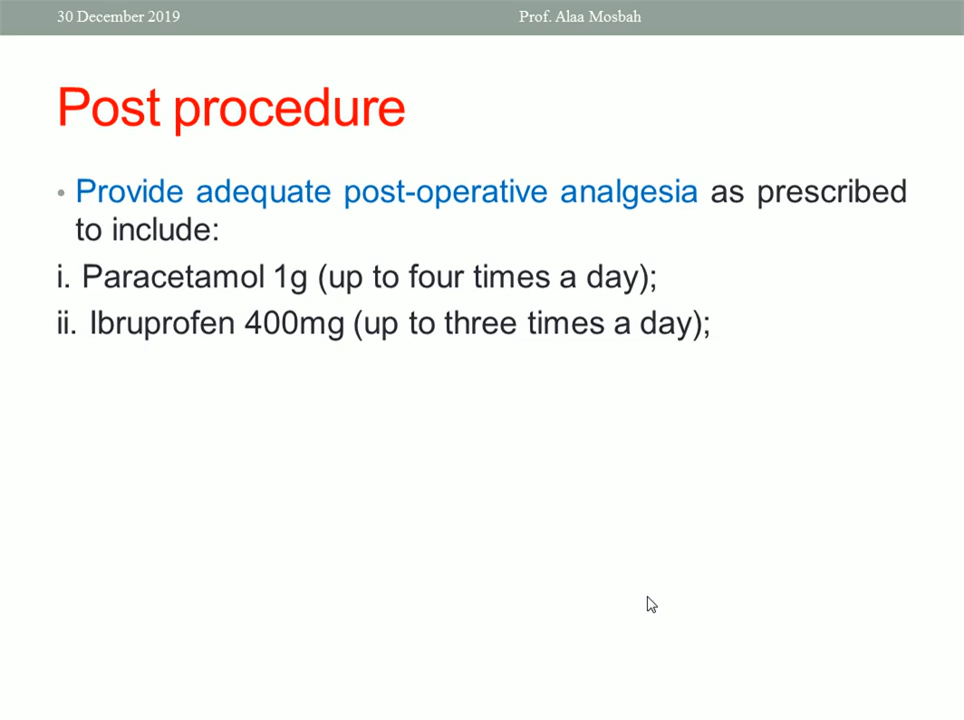 30 December 2019
Prof. Alaa Mosbah
Post procedure
• Provide adequate post-operative analgesia as prescribed
to include:
i. Paracetamol 1g (up to four times a day);
ii. Ibruprofen 400mg (up to three times a day);